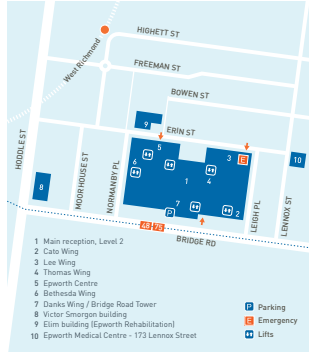 HIGHETT ST
West Richmond
FREEMAN ST
BOWEN ST
ERIN ST
HODDLE ST
MOORHOUSE ST
NORMANBY PL
LEIGH PL
LENNOX ST
BRIDGE RD
9
5
6
1
3
E
4
10
8
7
P
2
48 - 75
1 Main reception, Level 2
2 Cato Wing
3 Lee Wing
4 Thomas Wing
5 Epworth Centre
6 Bethesda Wing
7 Danks Wing / Bridge Road Tower
8 Victor Smorgon building
9 Elim building (Epworth Rehabilitation)
10 Epworth Medical Centre - 173 Lennox Street
P Parking
E Emergency
Lifts